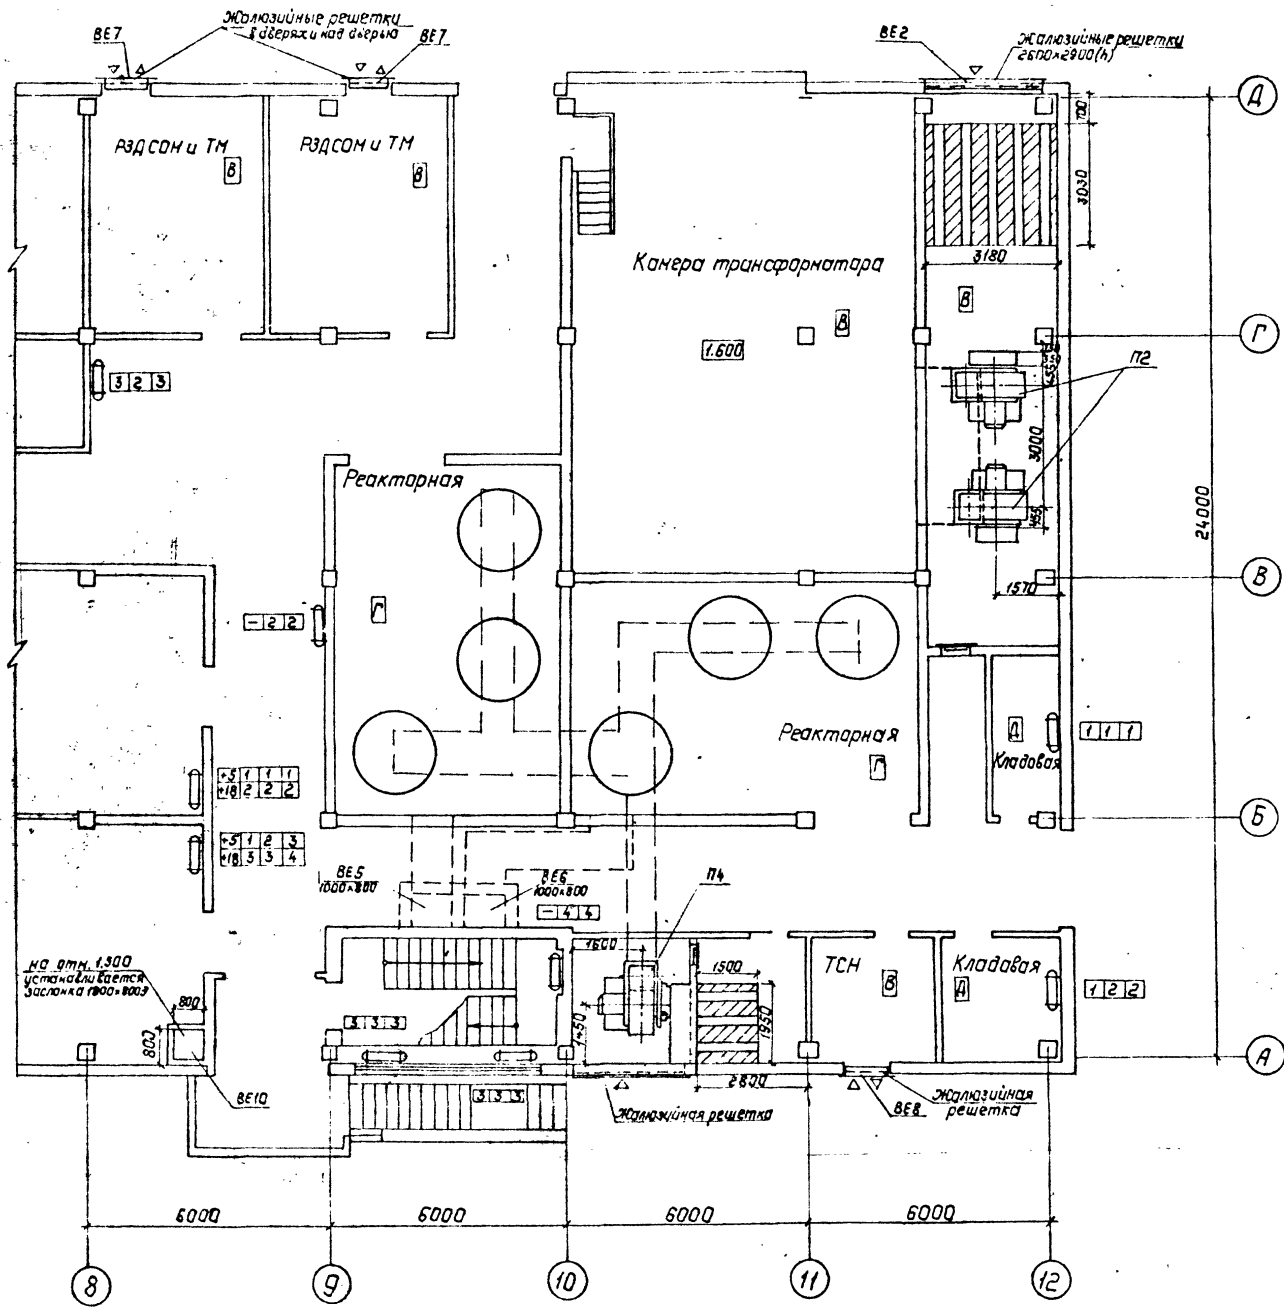 ВЕ7
Жалюзийные решетки
в дверях и над дверью
ВЕ7
ВЕ2
Жалюзийные решетки
2600×2900(h)
Д
700
РЗДСОМ и ТМ
В
РЗДСОМ и ТМ
В
3030
3180
Камера трансформатора
В
В
1.600
Г
П2
3 2 3
3000
455
24000
Реакторная
В
1570
Г
- 2 2
Реакторная
Г
Д
Кладовая
1 1 1
+5 1 1 1
+18 2 2 2
Б
+5 1 2 3
+18 3 3 4
ВЕ5
1000×800
ВЕ6
1000×800
- 4 4
П4
1600
на отм. 1.300
устанавливается
заслонка
800
800
3 3 3
1450
1500
1950
ТСН
В
Кладовая
Д
1 2 2
А
ВЕ10
3 3 3
2800
Жалюзийная решетка
ВЕ8
Жалюзийная
решетка
6000
6000
6000
6000
8
9
10
11
12